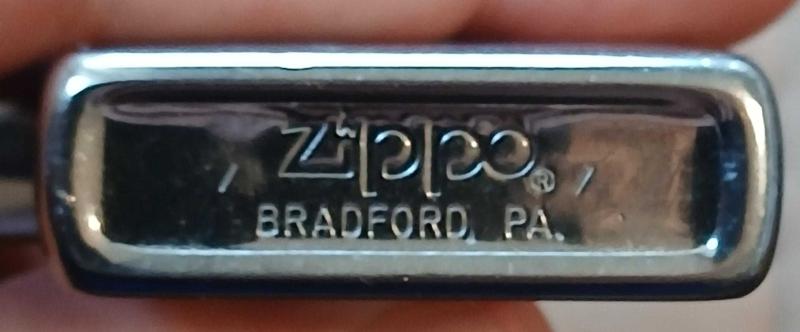 / Zippo® /
BRADFORD, PA.